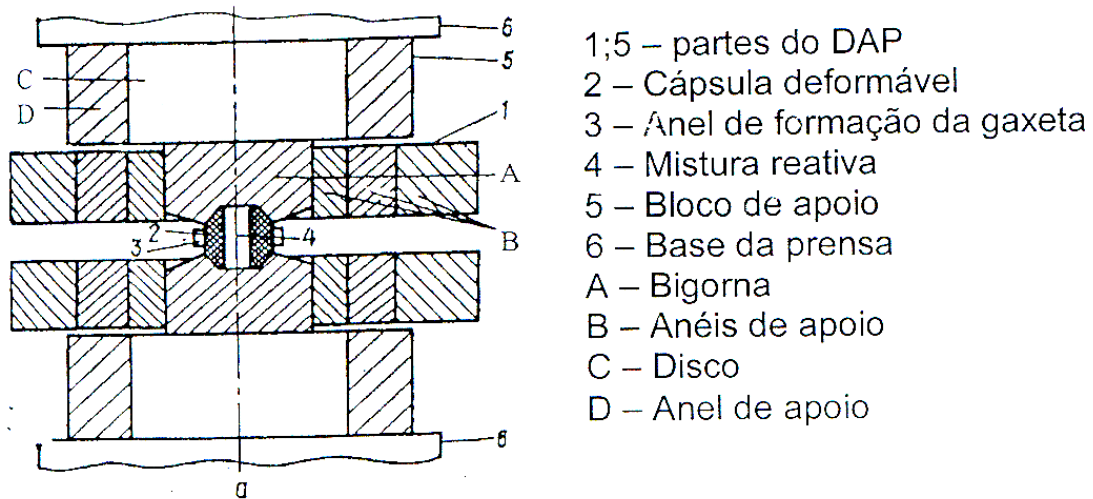 6
C
5
D
1
A
2
4
3
B
6
a
1;5 – partes do DAP
2 – Cápsula deformável
3 – Anel de formação da gaxeta
4 – Mistura reativa
5 – Bloco de apoio
6 – Base da prensa
A – Bigorna
B – Anéis de apoio
C – Disco
D – Anel de apoio